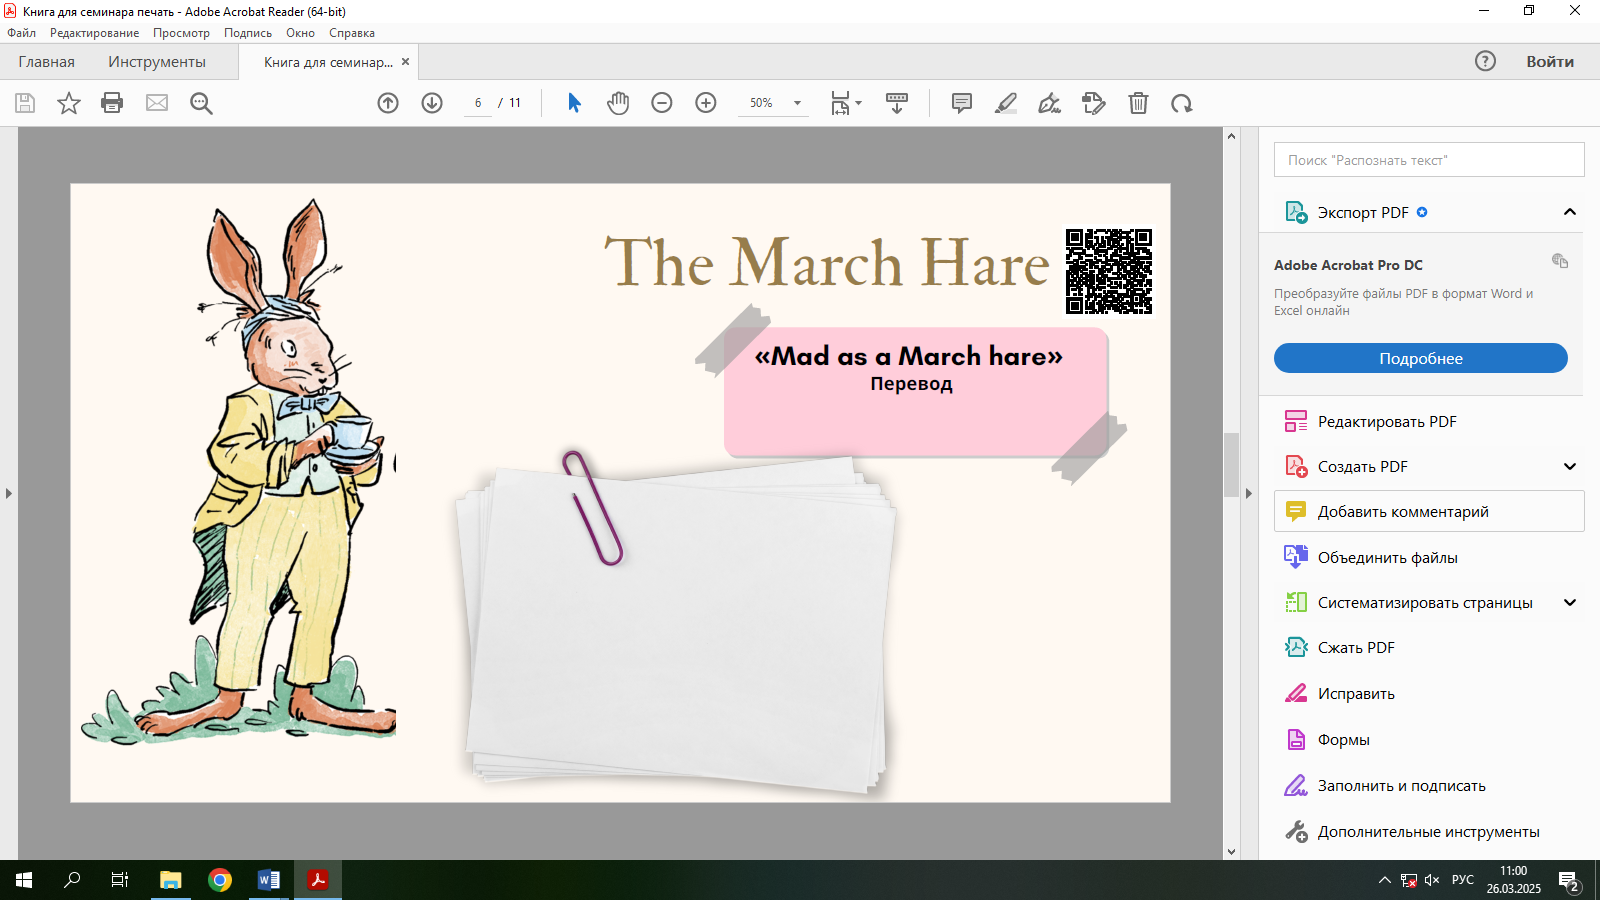 Книга для семинара печать - Adobe Acrobat Reader (64-bit)
Файл Редактирование Просмотр Подпись Окно Справка
Главная Инструменты Книга для семинар... × Войти
6 / 11 50%
Поиск "Распознать текст"
Экспорт PDF
Adobe Acrobat Pro DC
Преобразуйте файлы PDF в формат Word и
Excel онлайн
Подробнее
Редактировать PDF
Создать PDF
Добавить комментарий
Объединить файлы
Систематизировать страницы
Сжать PDF
Исправить
Формы
Заполнить и подписать
Дополнительные инструменты
The March Hare
«Mad as a March hare»
Перевод
РУС
11:00
26.03.2025
2